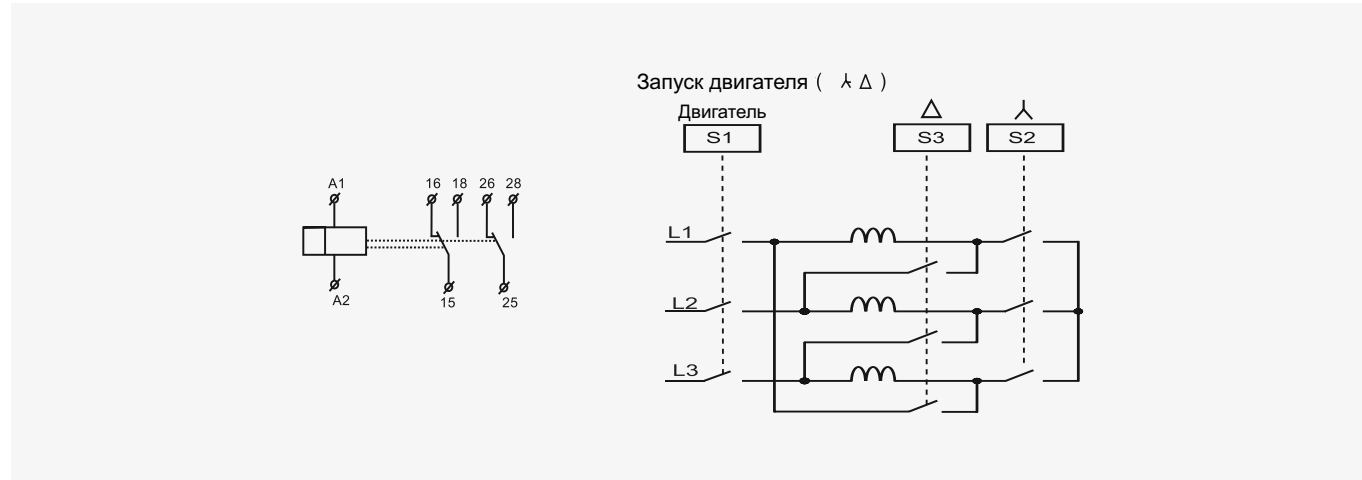 Запуск двигателя ( ⅄ Δ )
Двигатель
S1
△
S3
⅄
S2
A1
16 18 26 28
A2
15
25
L1
L2
L3